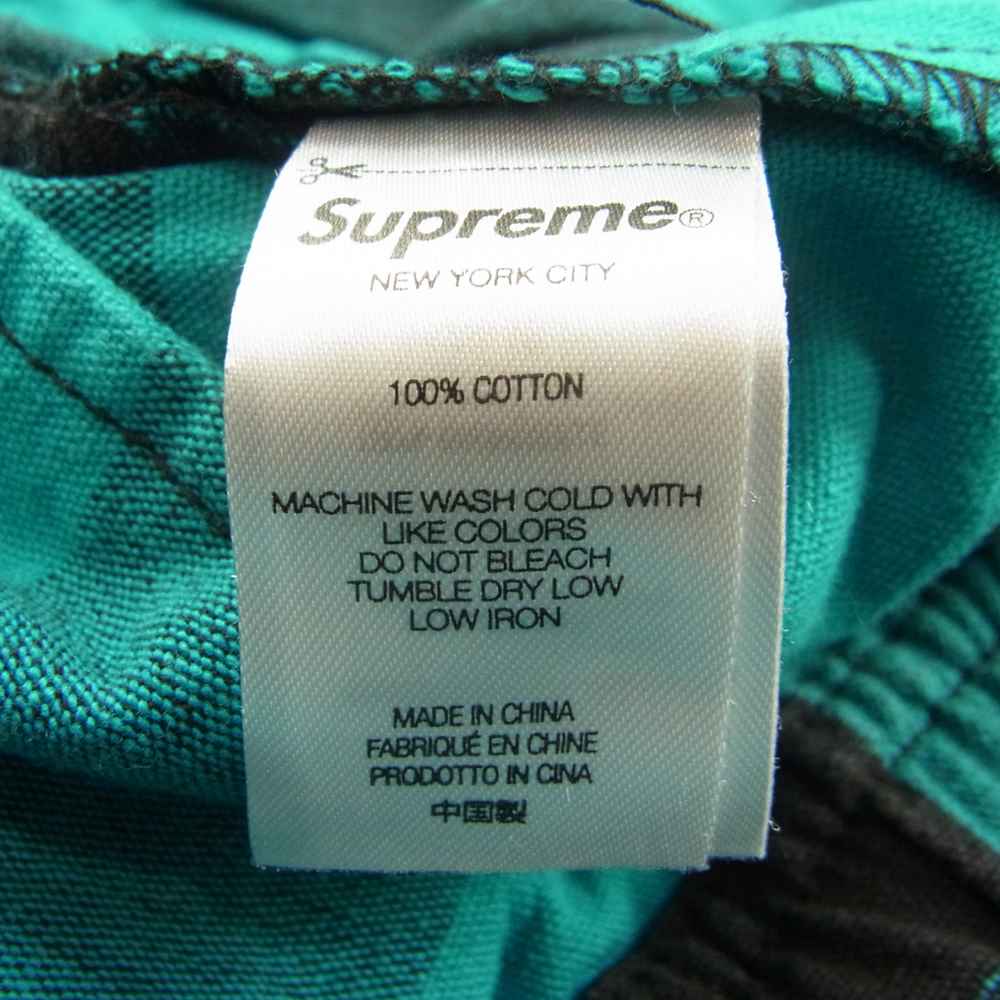 Supreme®
NEW YORK CITY
100% COTTON
MACHINE WASH COLD WITH
LIKE COLORS
DO NOT BLEACH
TUMBLE DRY LOW
LOW IRON
MADE IN CHINA
FABRIQUÉ EN CHINE
PRODOTTO IN CINA
中国製